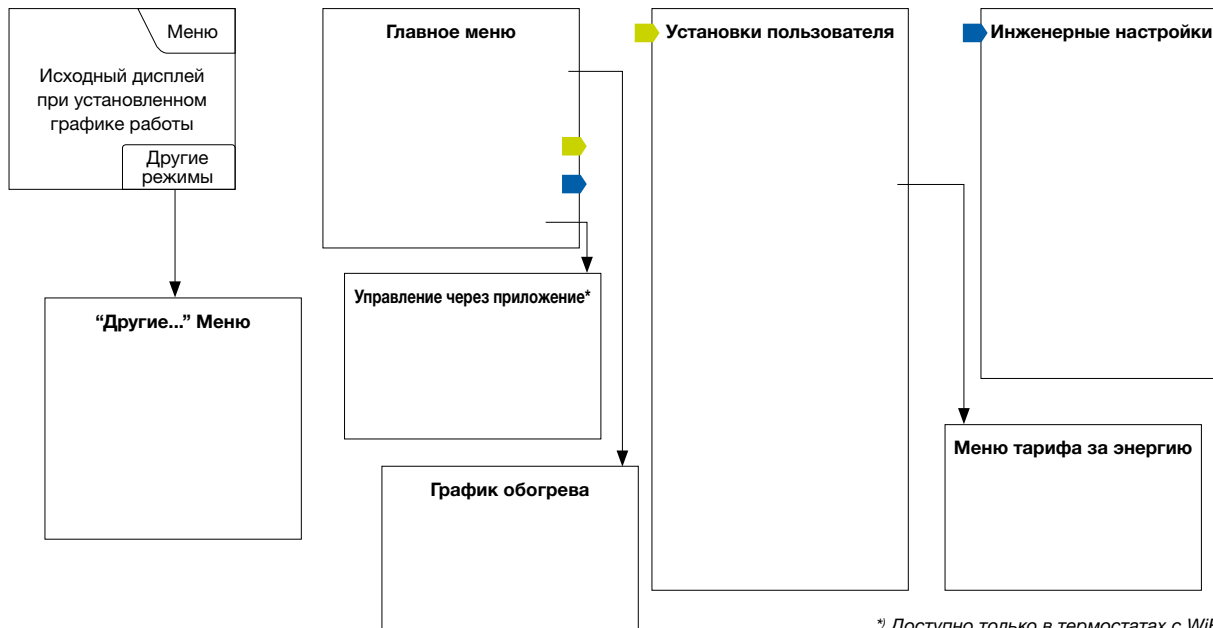 Меню
Исходный дисплей
при установленном
графике работы
Другие
режимы
“Другие...” Меню
Главное меню
Управление через приложение*
График обогрева
Установки пользователя
Инженерные настройки
Меню тарифа за энергию
*) Доступно только в термостатах с WiF